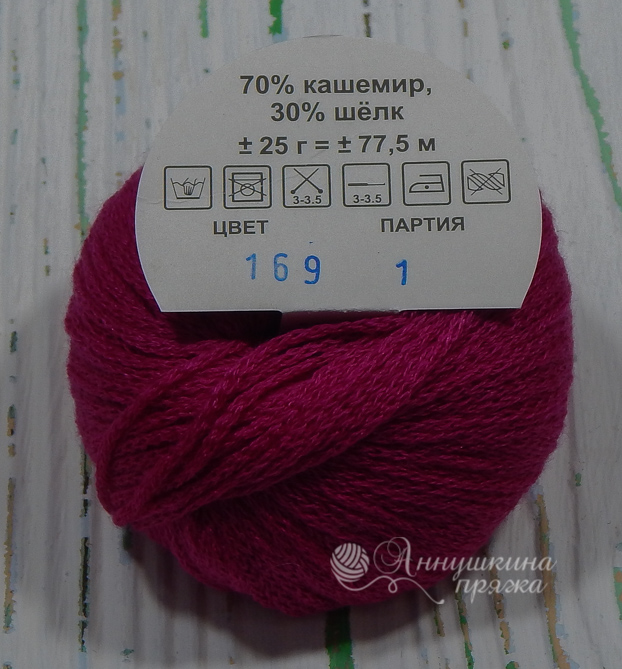 70% кашемир,
30% шёлк
± 25 г = ± 77,5 м
3-3.5 3-3.5
ЦВЕТ ПАРТИЯ
169 1
Аннушкина
пряжа